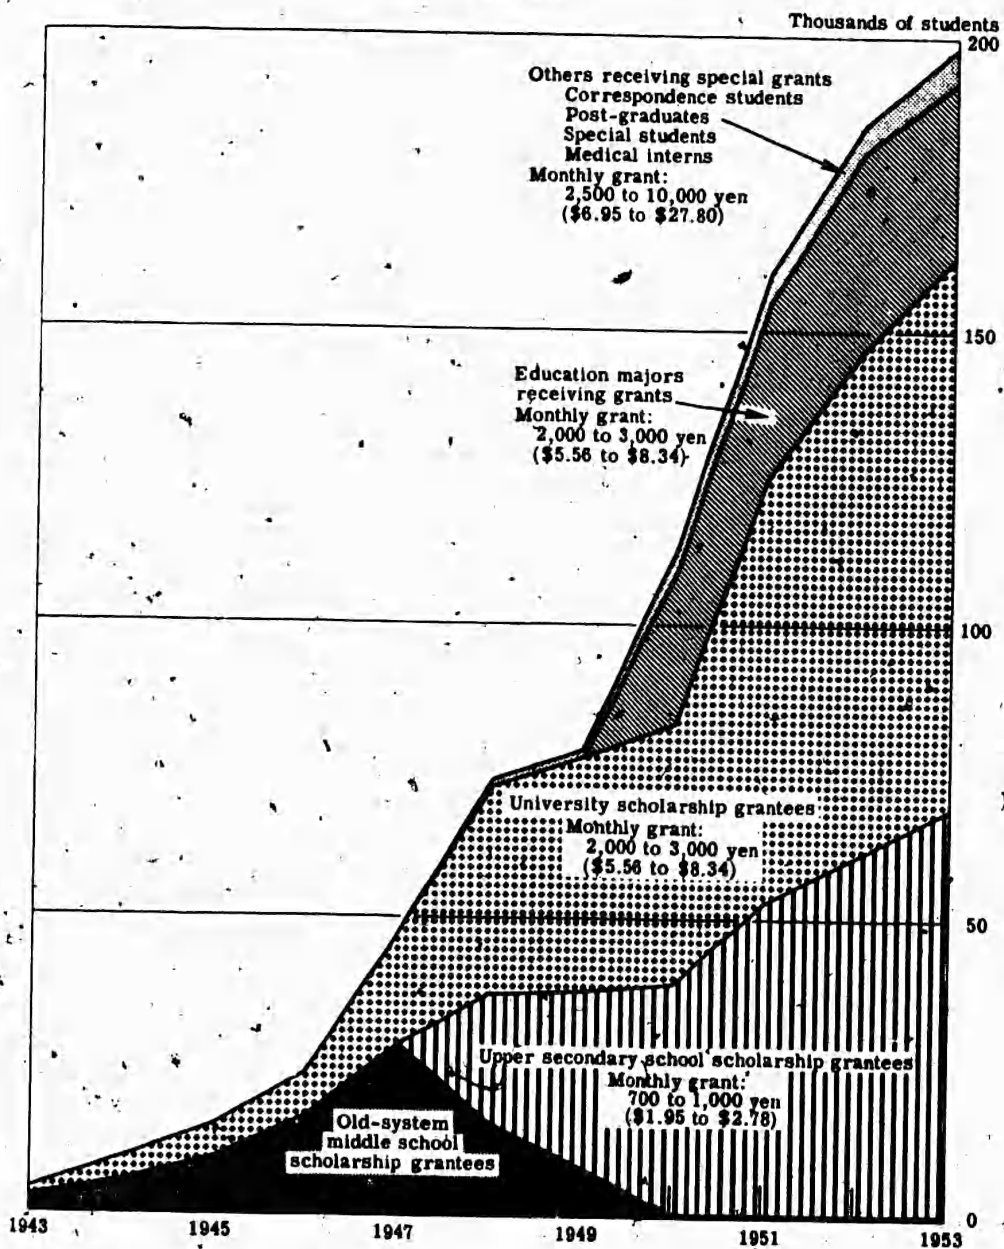 Thousands of students
200
Others receiving special grants
Correspondence students
Post-graduates
Special students
Medical interns
Monthly grant:
2,500 to 10,000 yen
($6.95 to $27.80)
150
Education majors
receiving grants
Monthly grant:
2,000 to 3,000 yen
($5.56 to $8.34)
100
University scholarship grantees
Monthly grant:
2,000 to 3,000 yen
($5.56 to $8.34)
50
Upper secondary school scholarship grantees
Monthly grant:
700 to 1,000 yen
($1.95 to $2.78)
Old-system
middle school
scholarship grantees
0
1943 1945 1947 1949 1951 1953